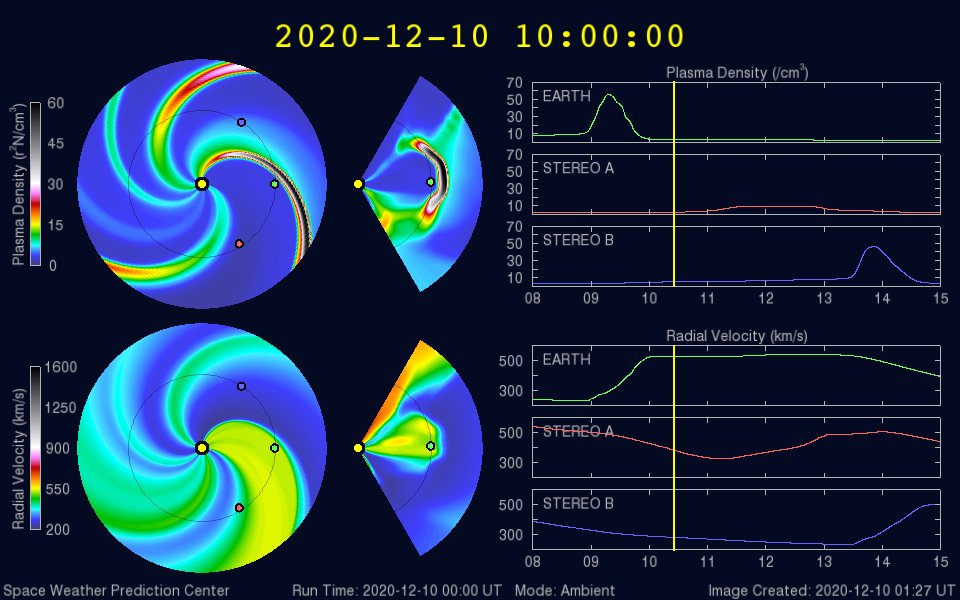 2020-12-10 10:00:00
Plasma Density (r²N/cm³)
60
45
30
15
0
Plasma Density (/cm³)
70
50
30
10
EARTH
70
50
30
10
STEREO A
70
50
30
10
STEREO B
08 09 10 11 12 13 14 15
Radial Velocity (km/s)
1600
1250
900
550
200
Radial Velocity (km/s)
500
300
EARTH
500
300
STEREO A
500
300
STEREO B
08 09 10 11 12 13 14 15
Space Weather Prediction Center Run Time: 2020-12-10 00:00 UT Mode: Ambient Image Created: 2020-12-10 01:27 UT